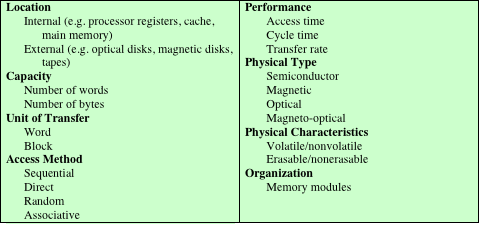 Location
Internal (e.g. processor registers, cache,
main memory)
External (e.g. optical disks, magnetic disks,
tapes)
Capacity
Number of words
Number of bytes
Unit of Transfer
Word
Block
Access Method
Sequential
Direct
Random
Associative
Performance
Access time
Cycle time
Transfer rate
Physical Type
Semiconductor
Magnetic
Optical
Magneto-optical
Physical Characteristics
Volatile/nonvolatile
Erasable/nonerasable
Organization
Memory modules